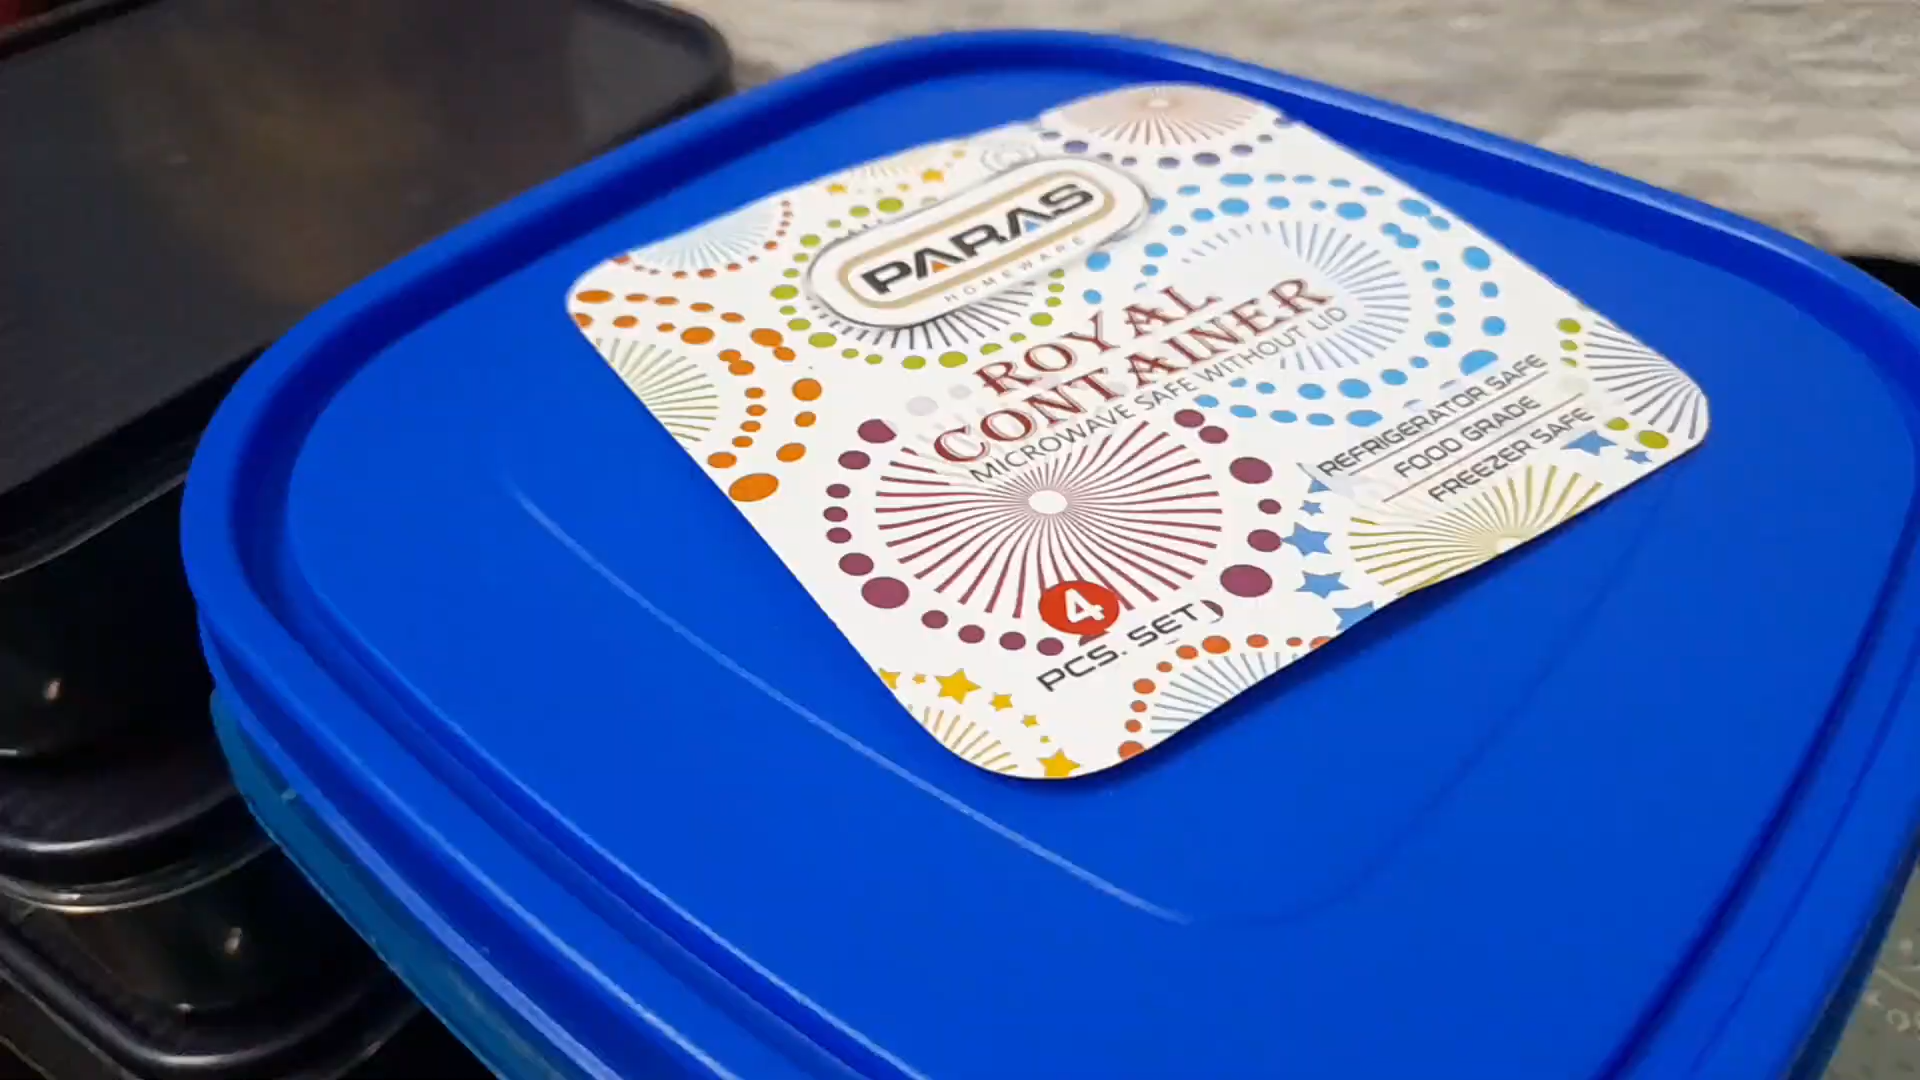 PARAS
HOMEWARE
ROYAL
CONTAINER
MICROWAVE SAFE WITHOUT LID
REFRIGERATOR SAFE
FOOD GRADE
FREEZER SAFE
4
PCS. SET